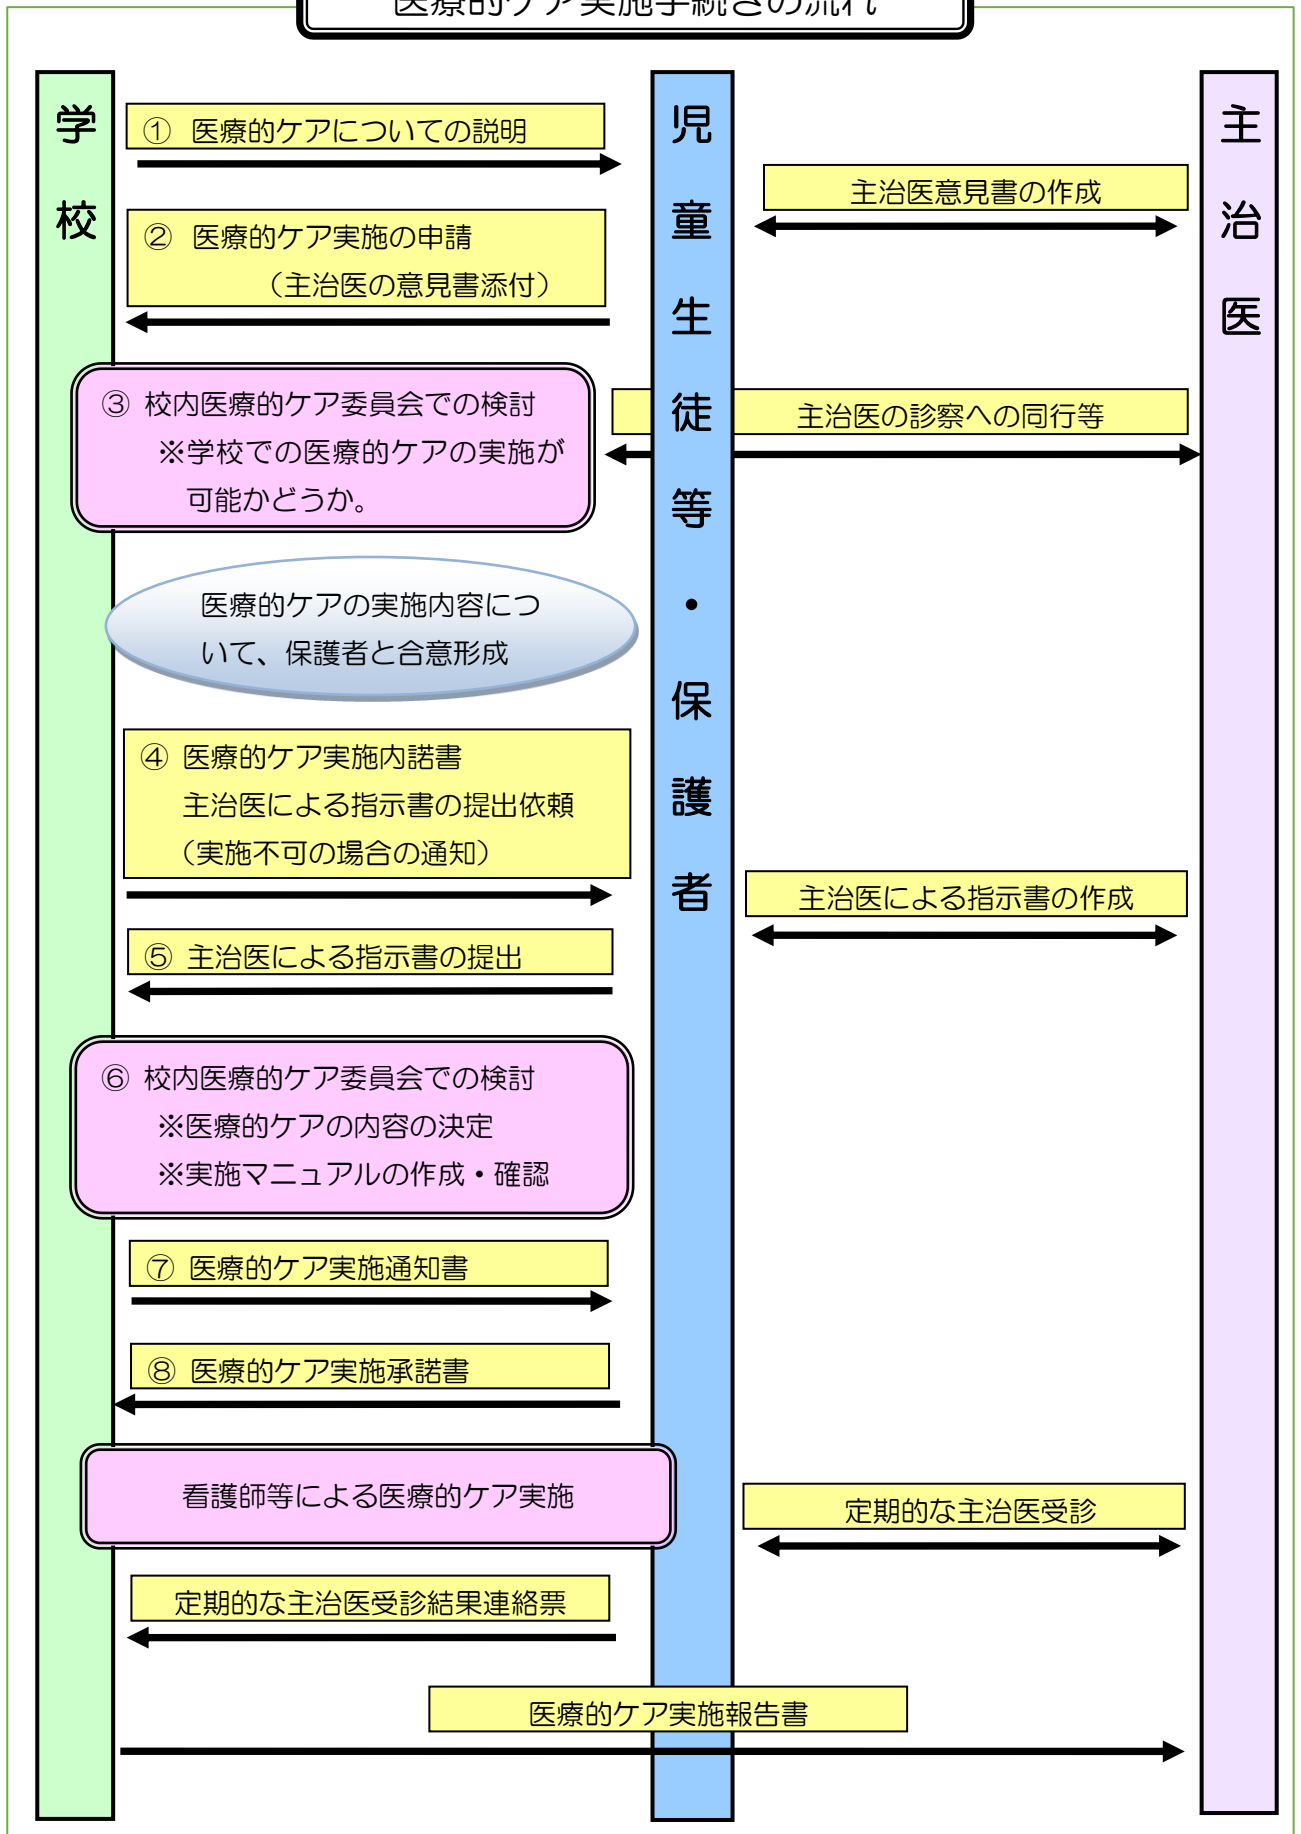 医療的ケア実施手続きの流れ
学校
児童生徒等・保護者
主治医
① 医療的ケアについての説明
主治医意見書の作成
② 医療的ケア実施の申請
（主治医の意見書添付）
③ 校内医療的ケア委員会での検討
※学校での医療的ケアの実施が
可能かどうか。
主治医の診察への同行等
医療的ケアの実施内容につ
いて、保護者と合意形成
④ 医療的ケア実施内諾書
主治医による指示書の提出依頼
（実施不可の場合の通知）
主治医による指示書の作成
⑤ 主治医による指示書の提出
⑥ 校内医療的ケア委員会での検討
※医療的ケアの内容の決定
※実施マニュアルの作成・確認
⑦ 医療的ケア実施通知書
⑧ 医療的ケア実施承諾書
看護師等による医療的ケア実施
定期的な主治医受診
定期的な主治医受診結果連絡票
医療的ケア実施報告書